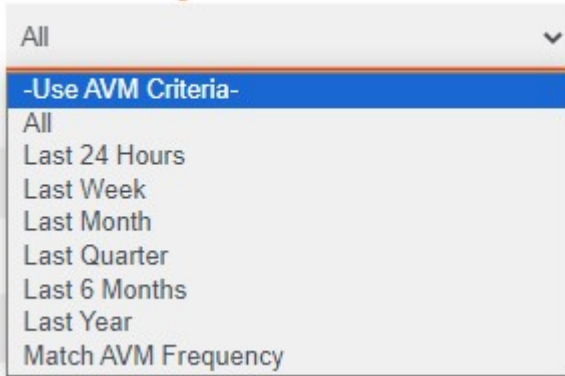 All
-Use AVM Criteria-
All
Last 24 Hours
Last Week
Last Month
Last Quarter
Last 6 Months
Last Year
Match AVM Frequency